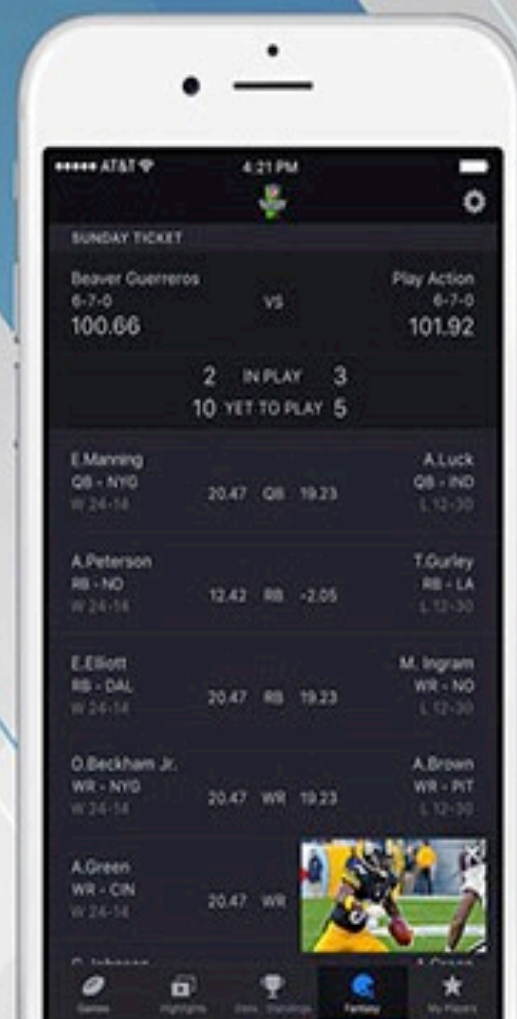 AT&T 4:21 PM
SUNDAY TICKET
Beaver Guerreros Play Action
6-7-0 VS 6-7-0
100.66 101.92
2 IN PLAY 3
10 YET TO PLAY 5
E.Manning A.Luck
QB - NYG 20.47 QB 19.23 QB - IND
W 24-14 L 12-30
A.Peterson T.Gurley
RB - NO 12.42 RB -2.05 RB - LA
W 24-14 L 12-30
E.Elliott M. Ingram
RB - DAL 20.47 RB 19.23 WR - NO
W 24-14 L 12-30
O.Beckham Jr. A.Brown
WR - NYG 20.47 WR 19.23 WR - PIT
W 24-14 L 12-30
A.Green
WR - CIN 20.47 WR
W 24-14
Games Highlights Standings Fantasy My Players